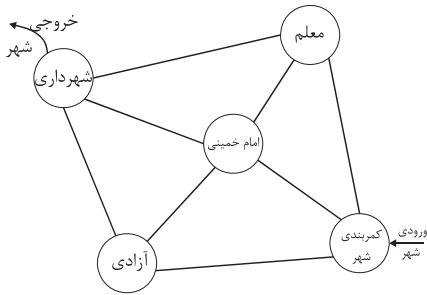 خروجی
شهر
معلم
شهرداری
امام خمینی
کمربندی
شهر
ورودی
شهر
آزادی